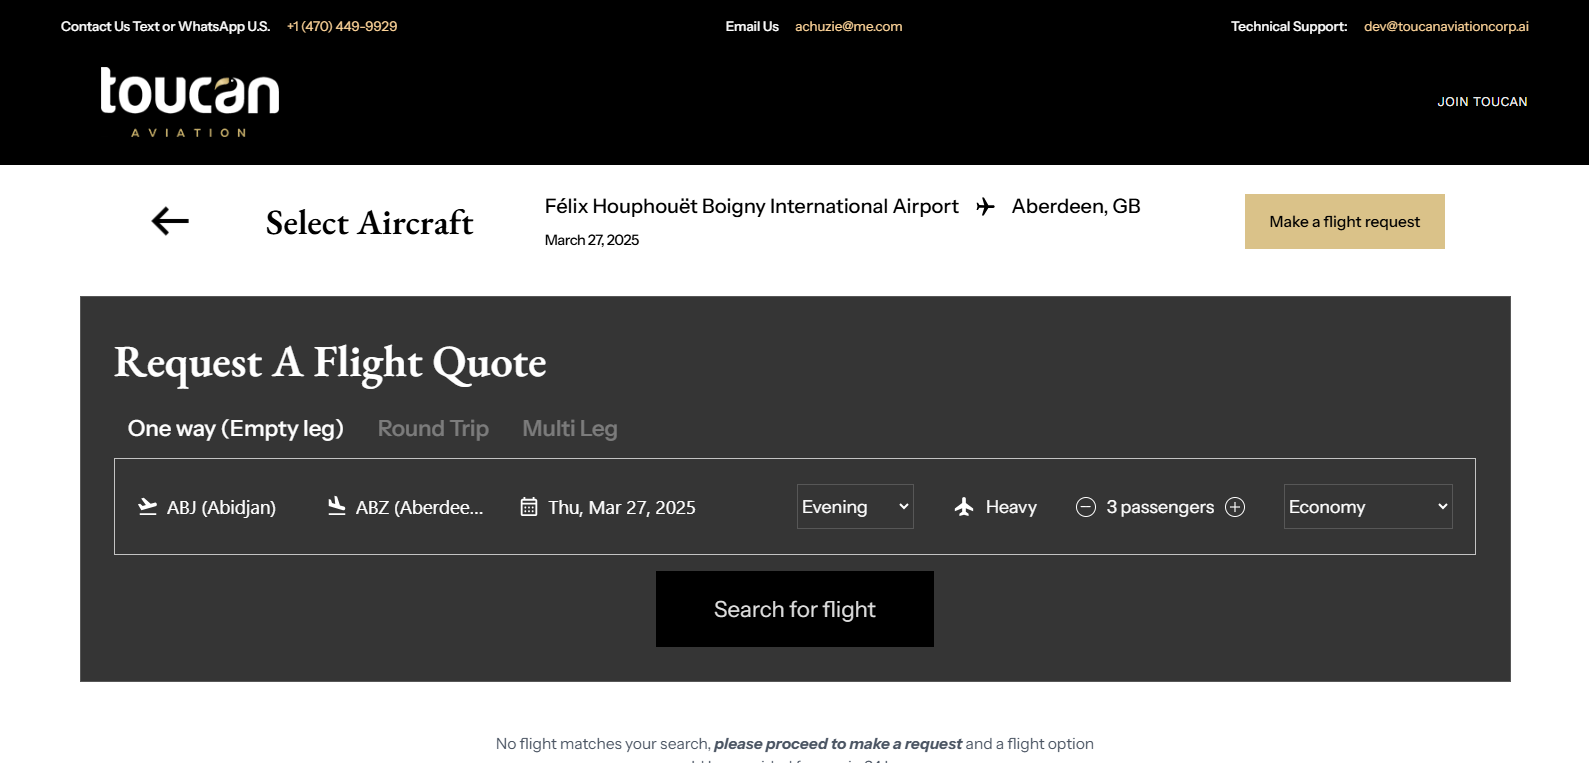 Contact Us Text or WhatsApp U.S. +1 (470) 449-9929 Email Us achuzie@me.com Technical Support: dev@toucanaviationcorp.ai
toucan
AVIATION
JOIN TOUCAN
Select Aircraft
Félix Houphouët Boigny International Airport Aberdeen, GB
March 27, 2025
Make a flight request
Request A Flight Quote
One way (Empty leg) Round Trip Multi Leg
ABJ (Abidjan) ABZ (Aberdee... Thu, Mar 27, 2025 Evening Heavy 3 passengers Economy
Search for flight
No flight matches your search, please proceed to make a request and a flight option